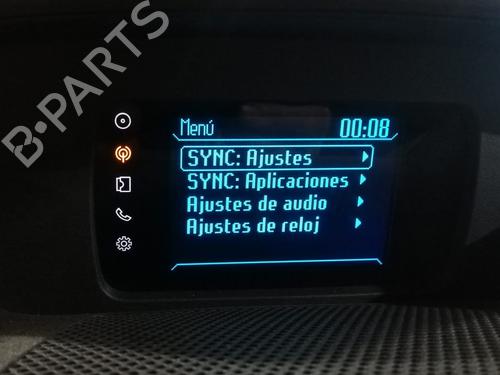 B-PARTS
Menú 00:08
SYNC: Ajustes
SYNC: Aplicaciones
Ajustes de audio
Ajustes de reloj